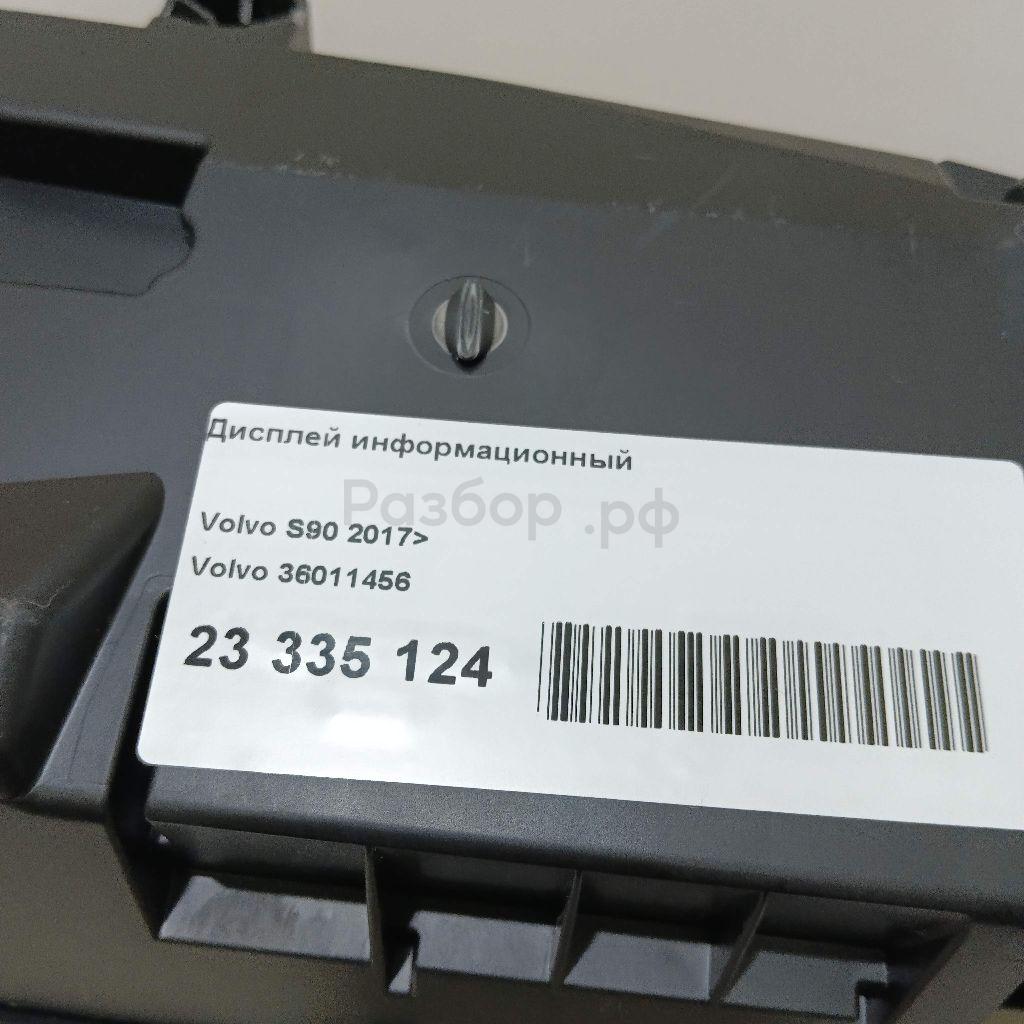 Дисплей информационный
Разбор.рф
Volvo S90 2017>
Volvo 36011456
23 335 124